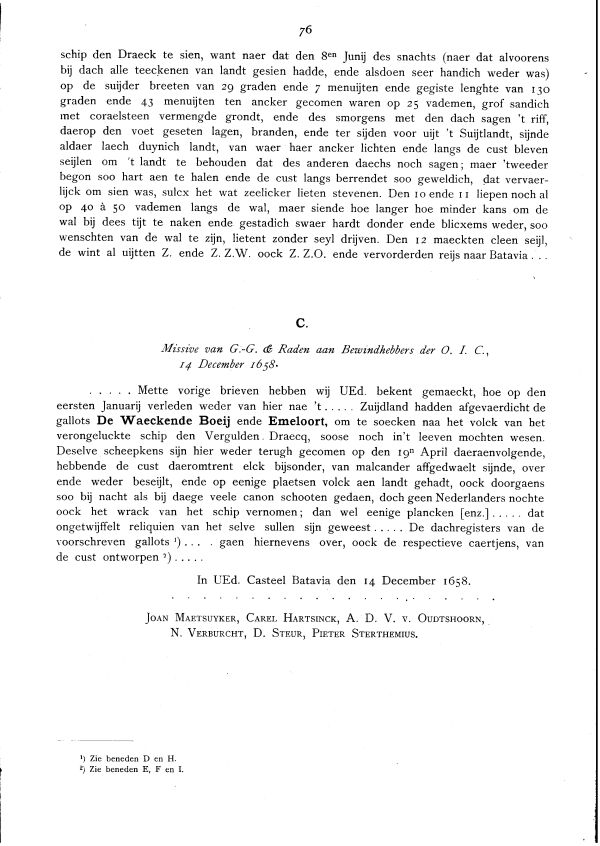 76
schip den Draeck te sien, want naer dat den 8en Junij des snachts (naer dat alvoorens
bij dach alle teeckenen van landt gesien hadde, ende alsdoen seer handich weder was)
op de suijder breeten van 29 graden ende 7 menuijten ende gegiste lenghte van 130
graden ende 43 menuijten ten ancker gecomen waren op 25 vademen, grof sandich
met coraelsteen vermengde grondt, ende des smorgens met den dach sagen 't riff,
daerop den voet geseten lagen, branden, ende ter sijden voor uijt 't Suijtlandt, sijnde
aldaer laech duynich landt, van waer haer ancker lichten ende langs de cust bleven
seijlen om 't landt te behouden dat des anderen daechs noch sagen; maer 'tweeder
begon soo hart aen te halen ende de cust langs berrendet soo geweldich, dat vervaer-
lijck om sien was, sulcx het wat zeelicker lieten stevenen. Den 10 ende 11 liepen noch al
op 40 à 50 vademen langs de wal, maer siende hoe langer hoe minder kans om de
wal bij dees tijt te naken ende gestadich swaer hardt donder ende blicxems weder, soo
wenschten van de wal te zijn, lietent zonder seyl drijven. Den 12 maeckten cleen seijl,
de wint al uijtten Z. ende Z. Z.W. oock Z. Z.O. ende vervorderden reijs naar Batavia . . .
C.
Missive van G.-G. & Raden aan Bewindhebbers der O. I. C.,
14 December 1658.
. . . . . Mette vorige brieven hebben wij UEd. bekent gemaeckt, hoe op den
eersten Januarij verleden weder van hier nae 't . . . . . Zuijdland hadden afgevaerdicht de
gallots De Waeckende Boeij ende Emeloort, om te soecken naa het volck van het
verongeluckte schip den Vergulden Draecq, soose noch in't leeven mochten wesen.
Deselve scheepkens sijn hier weder terugh gecomen op den 19n April daeraenvolgende,
hebbende de cust daeromtrent elck bijsonder, van malcander affgedwaelt sijnde, over
ende weder beseijlt, ende op eenige plaetsen volck aen landt gehadt, oock doorgaens
soo bij nacht als bij daege veele canon schooten gedaen, doch geen Nederlanders nochte
oock het wrack van het schip vernomen; dan wel eenige plancken [enz.] . . . . . dat
ongetwijffelt reliquien van het selve sullen sijn geweest . . . . . De dachregisters van de
voorschreven gallots ¹) . . . . gaen hiernevens over, oock de respectieve caertjens, van
de cust ontworpen ²) . . . . .
In UEd. Casteel Batavia den 14 December 1658.
. . . . . . . . . . . . . . . . . . . .
Joan Maetsuyker, Carel Hartsinck, A. D. V. v. Oudtshoorn,
N. Verburcht, D. Steur, Pieter Sterthemius.
¹) Zie beneden D en H.
²) Zie beneden E, F en I.